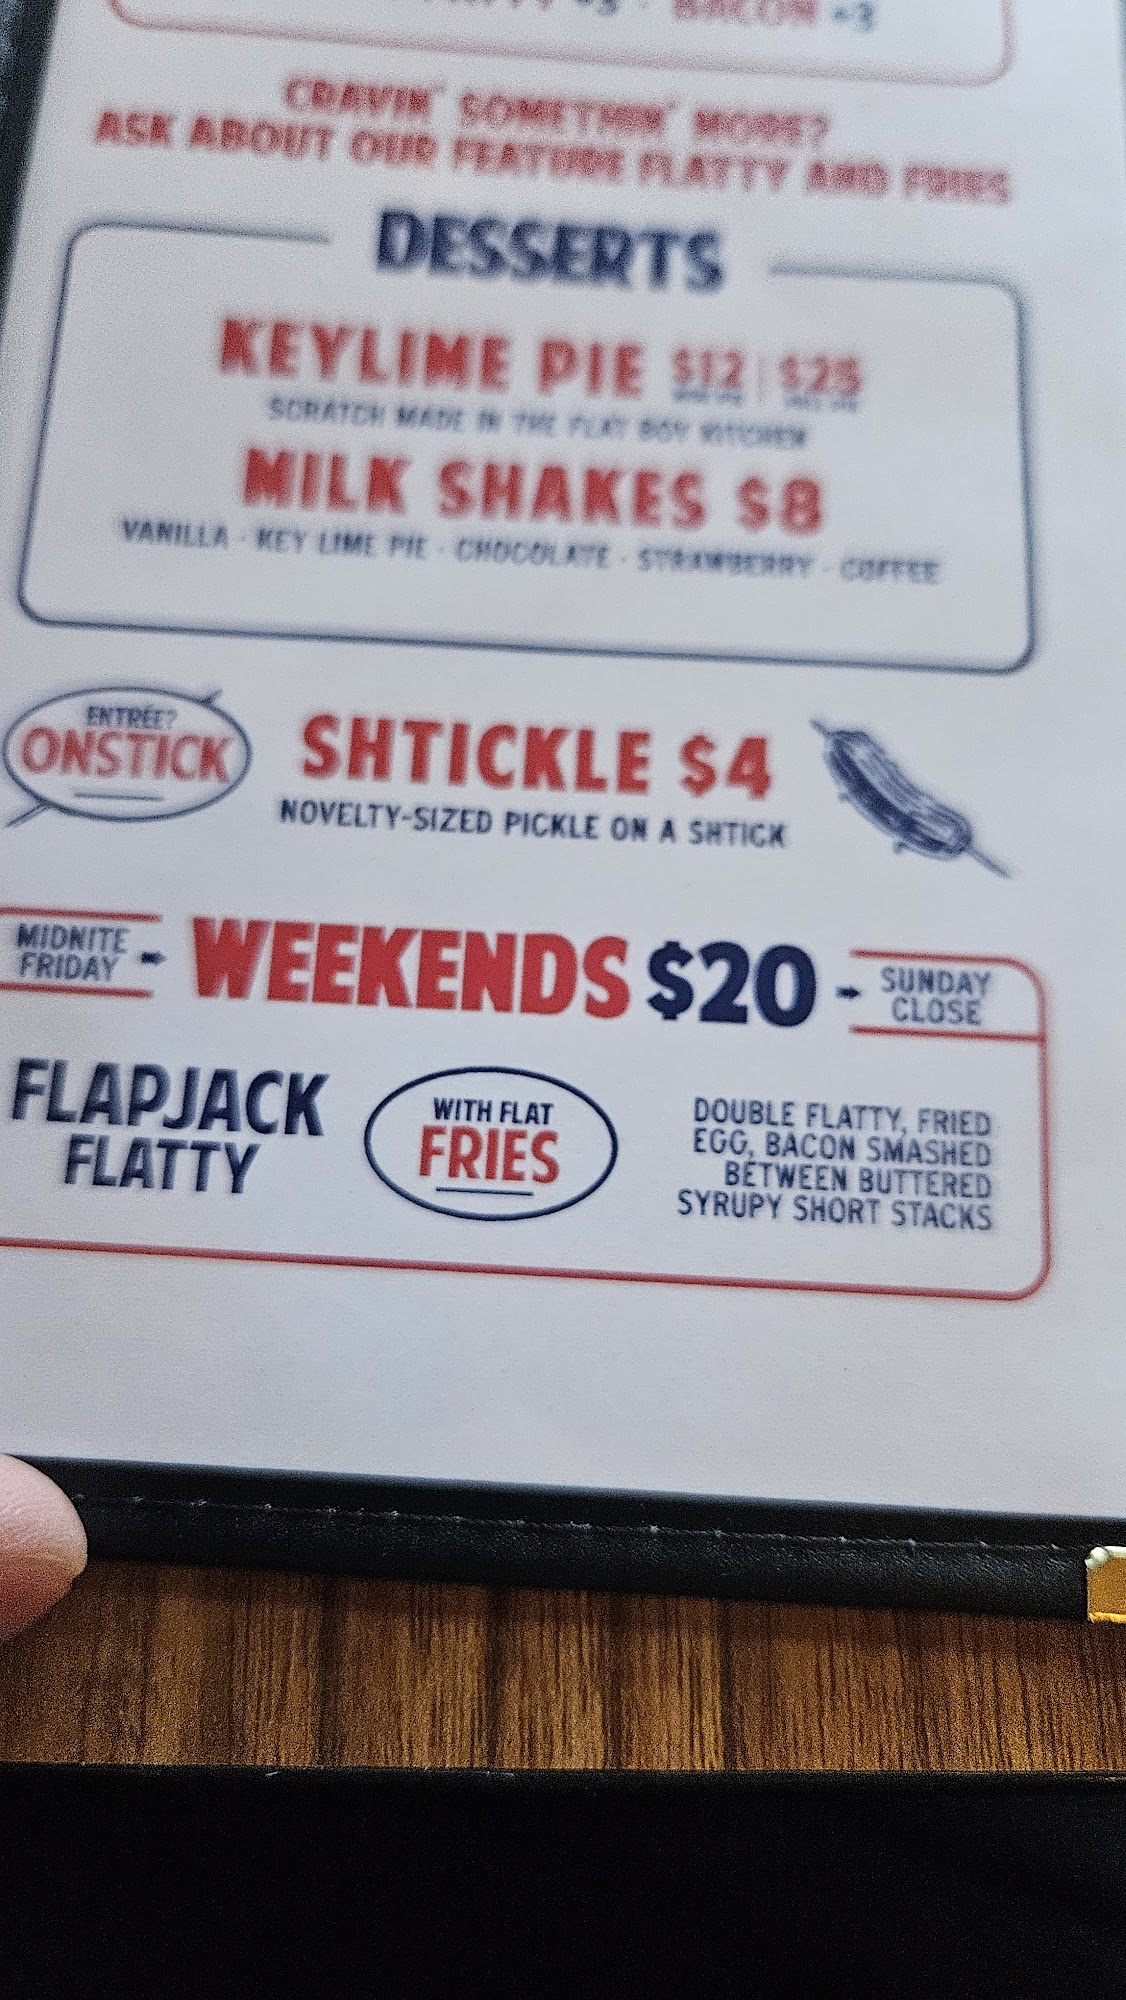 BACON +3
CRAVIN' SOMETHIN' MORE?
ASK ABOUT OUR FEATURE FLATTY AND FRIES
DESSERTS
KEYLIME PIE $12 | $25
SCRATCH MADE IN THE FLAT BOY KITCHEN
MILK SHAKES $8
VANILLA · KEY LIME PIE · CHOCOLATE · STRAWBERRY · COFFEE
ENTRÉE?
ONSTICK
SHTICKLE $4
NOVELTY-SIZED PICKLE ON A SHTICK
MIDNITE
FRIDAY
WEEKENDS $20
SUNDAY
CLOSE
FLAPJACK
FLATTY
WITH FLAT
FRIES
DOUBLE FLATTY, FRIED
EGG, BACON SMASHED
BETWEEN BUTTERED
SYRUPY SHORT STACKS